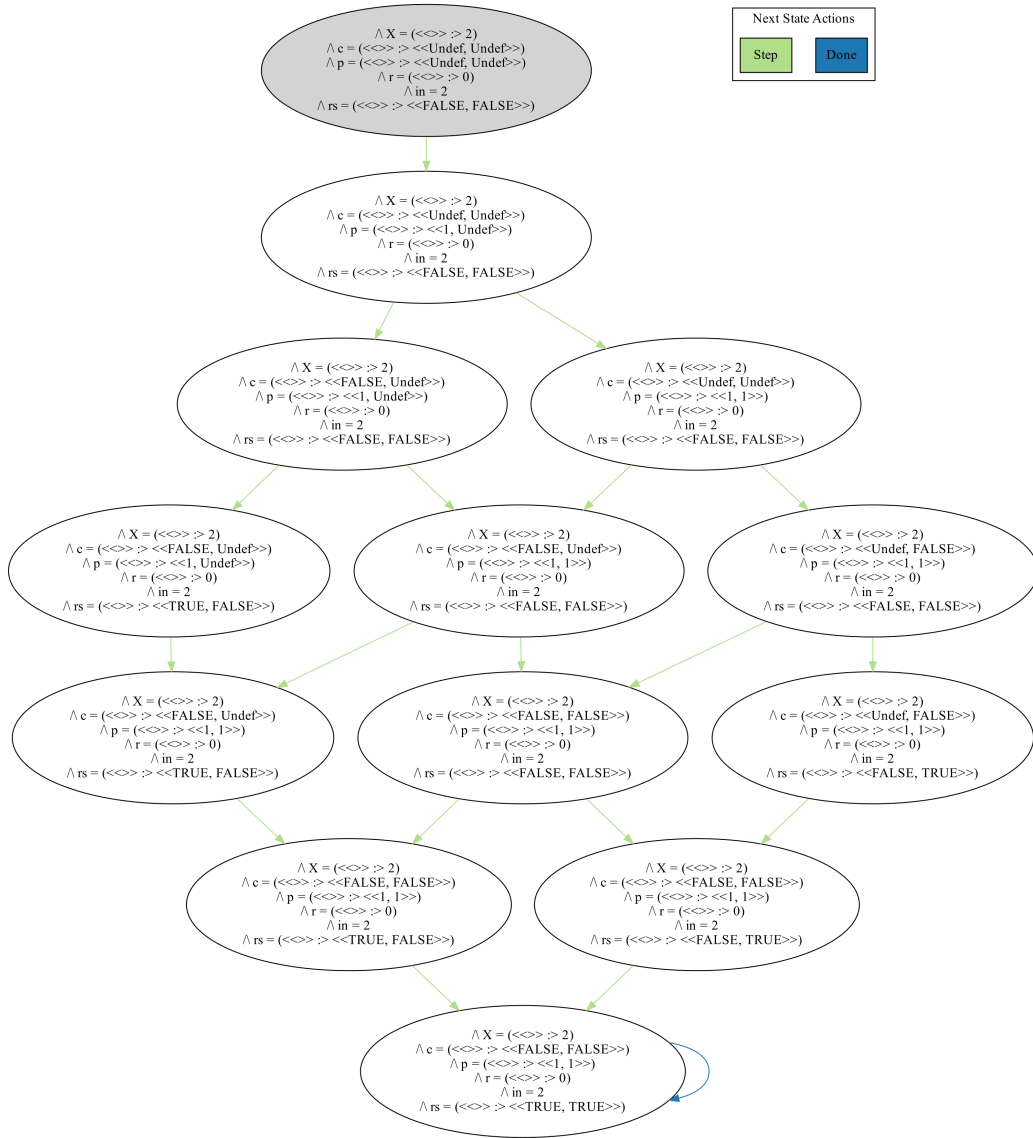 /\ X = (<<>> :> 2)
/\ c = (<<>> :> <<Undef, Undef>>)
/\ p = (<<>> :> <<Undef, Undef>>)
/\ r = (<<>> :> 0)
/\ in = 2
/\ rs = (<<>> :> <<FALSE, FALSE>>)
Next State Actions
Step
Done
/\ X = (<<>> :> 2)
/\ c = (<<>> :> <<Undef, Undef>>)
/\ p = (<<>> :> <<1, Undef>>)
/\ r = (<<>> :> 0)
/\ in = 2
/\ rs = (<<>> :> <<FALSE, FALSE>>)
/\ X = (<<>> :> 2)
/\ c = (<<>> :> <<FALSE, Undef>>)
/\ p = (<<>> :> <<1, Undef>>)
/\ r = (<<>> :> 0)
/\ in = 2
/\ rs = (<<>> :> <<FALSE, FALSE>>)
/\ X = (<<>> :> 2)
/\ c = (<<>> :> <<Undef, Undef>>)
/\ p = (<<>> :> <<1, 1>>)
/\ r = (<<>> :> 0)
/\ in = 2
/\ rs = (<<>> :> <<FALSE, FALSE>>)
/\ X = (<<>> :> 2)
/\ c = (<<>> :> <<FALSE, Undef>>)
/\ p = (<<>> :> <<1, Undef>>)
/\ r = (<<>> :> 0)
/\ in = 2
/\ rs = (<<>> :> <<TRUE, FALSE>>)
/\ X = (<<>> :> 2)
/\ c = (<<>> :> <<FALSE, Undef>>)
/\ p = (<<>> :> <<1, 1>>)
/\ r = (<<>> :> 0)
/\ in = 2
/\ rs = (<<>> :> <<FALSE, FALSE>>)
/\ X = (<<>> :> 2)
/\ c = (<<>> :> <<Undef, FALSE>>)
/\ p = (<<>> :> <<1, 1>>)
/\ r = (<<>> :> 0)
/\ in = 2
/\ rs = (<<>> :> <<FALSE, FALSE>>)
/\ X = (<<>> :> 2)
/\ c = (<<>> :> <<FALSE, Undef>>)
/\ p = (<<>> :> <<1, 1>>)
/\ r = (<<>> :> 0)
/\ in = 2
/\ rs = (<<>> :> <<TRUE, FALSE>>)
/\ X = (<<>> :> 2)
/\ c = (<<>> :> <<FALSE, FALSE>>)
/\ p = (<<>> :> <<1, 1>>)
/\ r = (<<>> :> 0)
/\ in = 2
/\ rs = (<<>> :> <<FALSE, FALSE>>)
/\ X = (<<>> :> 2)
/\ c = (<<>> :> <<Undef, FALSE>>)
/\ p = (<<>> :> <<1, 1>>)
/\ r = (<<>> :> 0)
/\ in = 2
/\ rs = (<<>> :> <<FALSE, TRUE>>)
/\ X = (<<>> :> 2)
/\ c = (<<>> :> <<FALSE, FALSE>>)
/\ p = (<<>> :> <<1, 1>>)
/\ r = (<<>> :> 0)
/\ in = 2
/\ rs = (<<>> :> <<TRUE, FALSE>>)
/\ X = (<<>> :> 2)
/\ c = (<<>> :> <<FALSE, FALSE>>)
/\ p = (<<>> :> <<1, 1>>)
/\ r = (<<>> :> 0)
/\ in = 2
/\ rs = (<<>> :> <<FALSE, TRUE>>)
/\ X = (<<>> :> 2)
/\ c = (<<>> :> <<FALSE, FALSE>>)
/\ p = (<<>> :> <<1, 1>>)
/\ r = (<<>> :> 0)
/\ in = 2
/\ rs = (<<>> :> <<TRUE, TRUE>>)